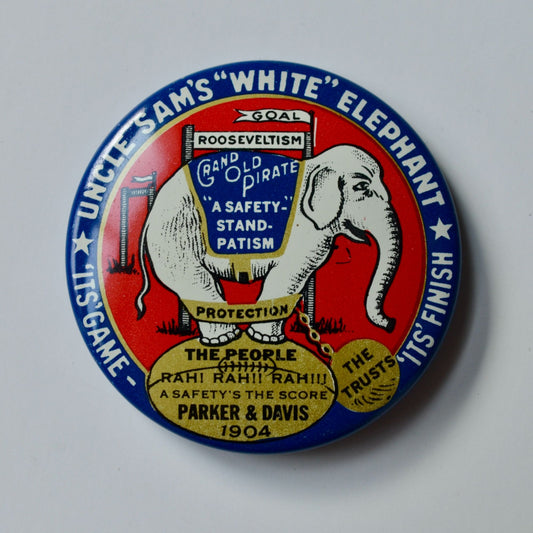 UNCLE SAM'S "WHITE" ELEPHANT
'ITS' GAME -
'ITS' FINISH
GOAL
ROOSEVELTISM
GRAND OLD PIRATE
"A SAFETY-"
STAND-
PATISM
PROTECTION
THE PEOPLE
RAH! RAH!! RAH!!!
A SAFETY'S THE SCORE
PARKER & DAVIS
1904
THE
TRUSTS